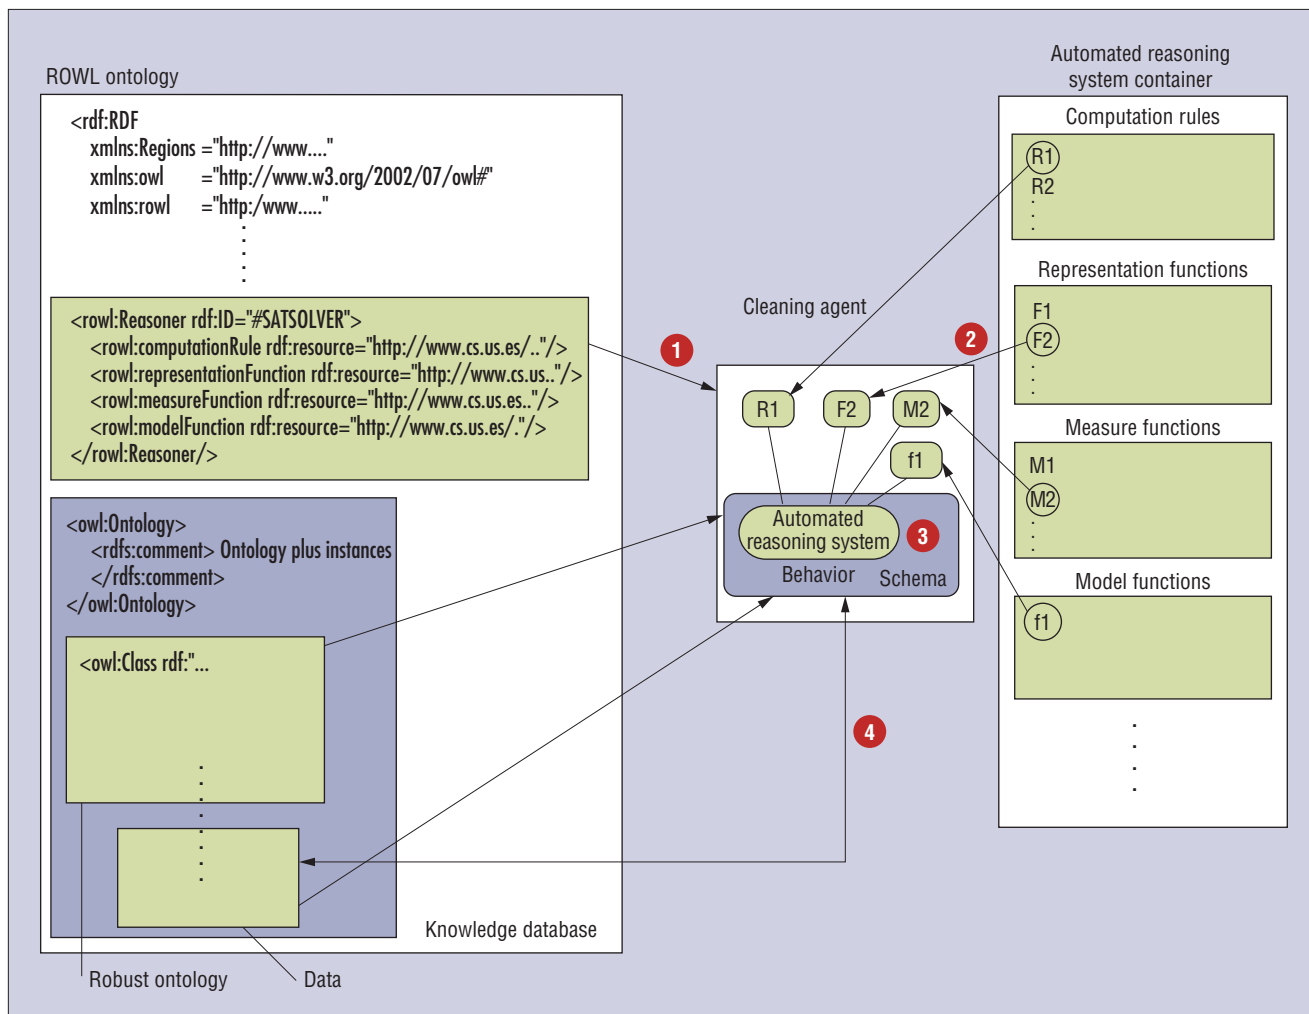 ROWL ontology
<rdf:RDF
xmlns:Regions ="http://www...."
xmlns:owl ="http://www.w3.org/2002/07/owl#"
xmlns:rowl ="http:/www....."
<rowl:Reasoner rdf:ID="#SATSOLVER">
<rowl:computationRule rdf:resource="http://www.cs.us.es/.."/>
<rowl:representationFunction rdf:resource="http://www.cs.us.."/>
<rowl:measureFunction rdf:resource="http://www.cs.us.es.."/>
<rowl:modelFunction rdf:resource="http://www.cs.us.es/."/>
</rowl:Reasoner/>
<owl:Ontology>
<rdfs:comment> Ontology plus instances
</rdfs:comment>
</owl:Ontology>
<owl:Class rdf:"...
Knowledge database
Robust ontology
Data
1
Cleaning agent
2
R1
F2
M2
f1
Automated
reasoning system
3
Behavior
Schema
4
Automated reasoning
system container
Computation rules
R1
R2
Representation functions
F1
F2
Measure functions
M1
M2
Model functions
f1